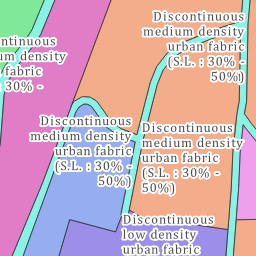 Discontinuous
medium density
urban fabric
(S.L. : 30% -
50%)
ntinuous
m density
fabric
30% -
Discontinuous
medium density
urban fabric
(S.L. : 30% -
50%)
Discontinuous
medium density
urban fabric
(S.L. : 30% -
50%)
Discontinuous
low density
urban fabric